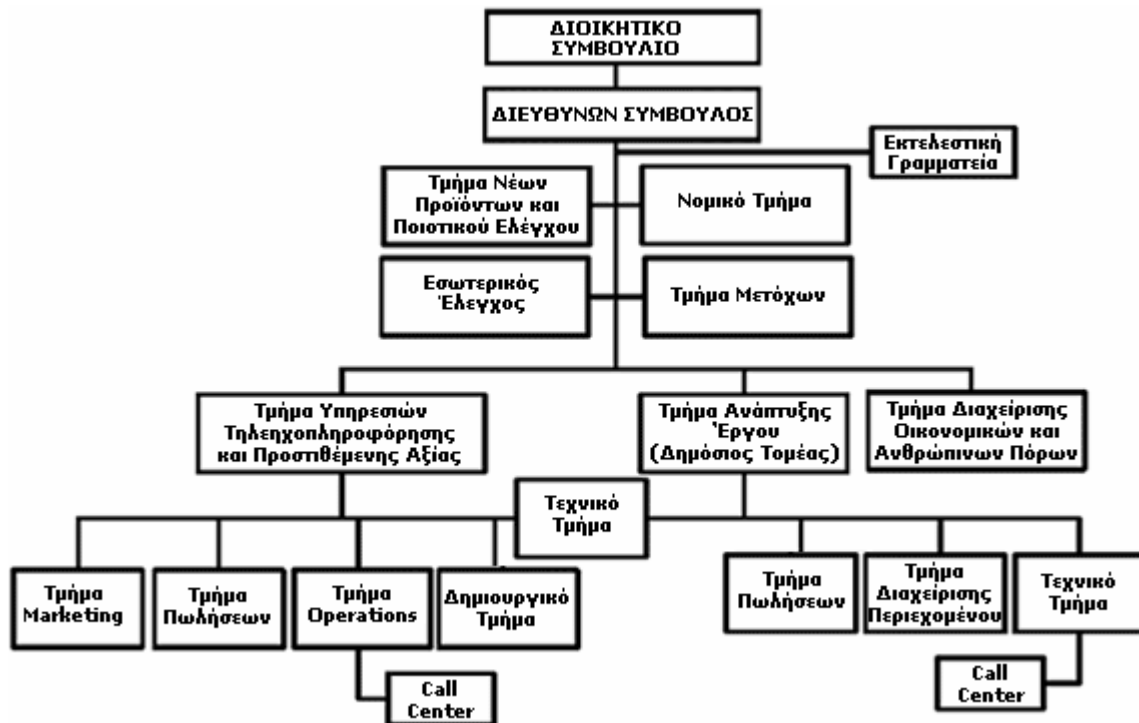 ΔΙΟΙΚΗΤΙΚΟ
ΣΥΜΒΟΥΛΙΟ
ΔΙΕΥΘΥΝΩΝ ΣΥΜΒΟΥΛΟΣ
Εκτελεστική
Γραμματεία
Τμήμα Νέων
Προϊόντων και
Ποιοτικού Ελέγχου
Νομικό Τμήμα
Εσωτερικός
Έλεγχος
Τμήμα Μετόχων
Τμήμα Υπηρεσιών
Τηλεηχοπληροφόρησης
και Προστιθέμενης Αξίας
Τμήμα Ανάπτυξης
Έργου
(Δημόσιος Τομέας)
Τμήμα Διαχείρισης
Οικονομικών και
Ανθρώπινων Πόρων
Τεχνικό
Τμήμα
Τμήμα
Marketing
Τμήμα
Πωλήσεων
Τμήμα
Operations
Δημιουργικό
Τμήμα
Τμήμα
Πωλήσεων
Τμήμα
Διαχείρισης
Περιεχομένου
Τεχνικό
Τμήμα
Call
Center
Call
Center